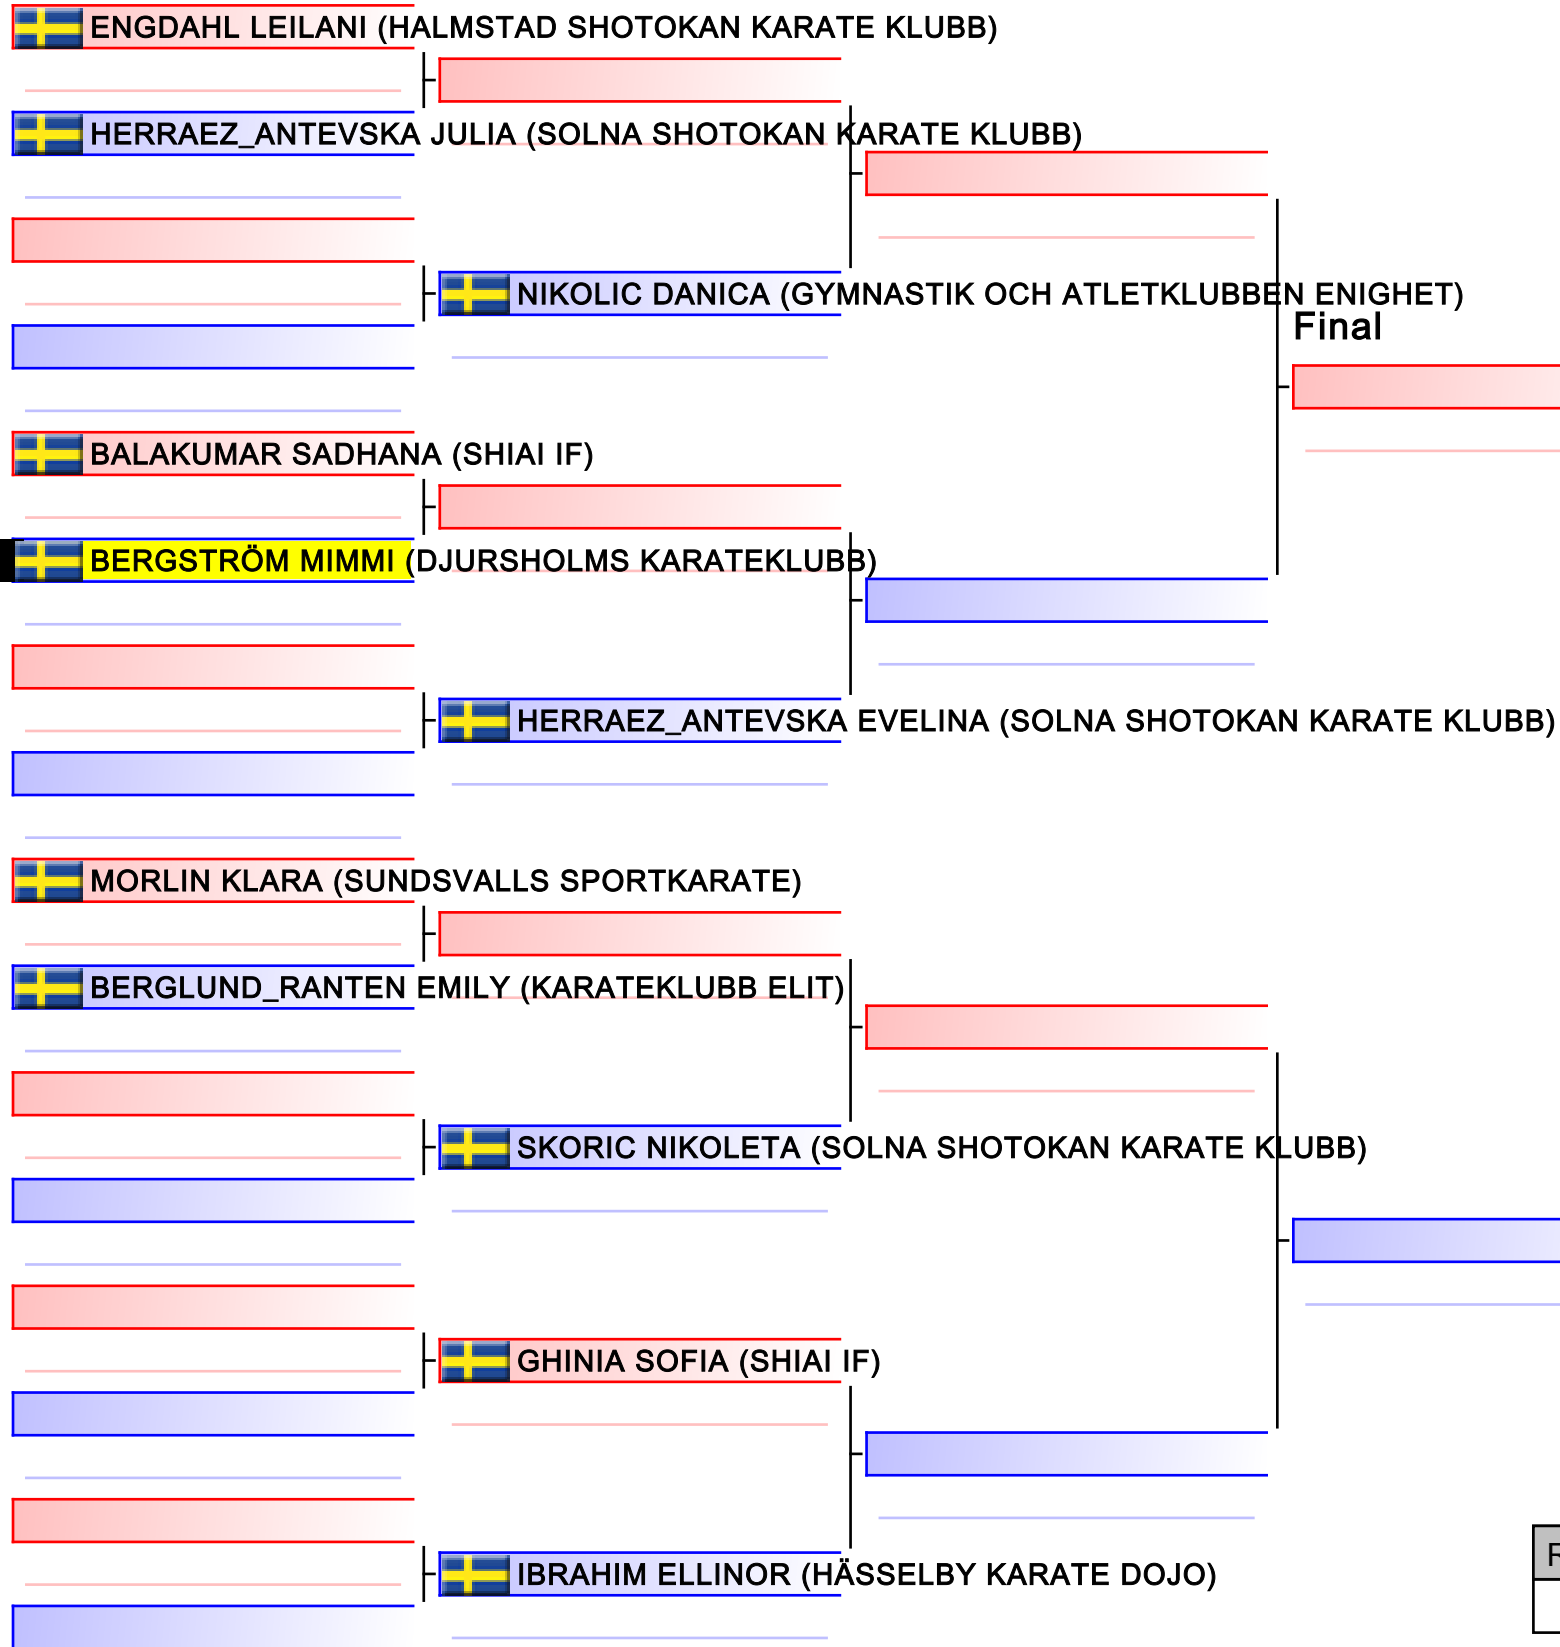 ENGDAHL LEILANI (HALMSTAD SHOTOKAN KARATE KLUBB)
HERRAEZ_ANTEVSKA JULIA (SOLNA SHOTOKAN KARATE KLUBB)
NIKOLIC DANICA (GYMNASTIK OCH ATLETKLUBBEN ENIGHET)
Final
BALAKUMAR SADHANA (SHIAI IF)
BERGSTRÖM MIMMI (DJURSHOLMS KARATEKLUBB)
HERRAEZ_ANTEVSKA EVELINA (SOLNA SHOTOKAN KARATE KLUBB)
MORLIN KLARA (SUNDSVALLS SPORTKARATE)
BERGLUND_RANTEN EMILY (KARATEKLUBB ELIT)
SKORIC NIKOLETA (SOLNA SHOTOKAN KARATE KLUBB)
GHINIA SOFIA (SHIAI IF)
IBRAHIM ELLINOR (HÄSSELBY KARATE DOJO)